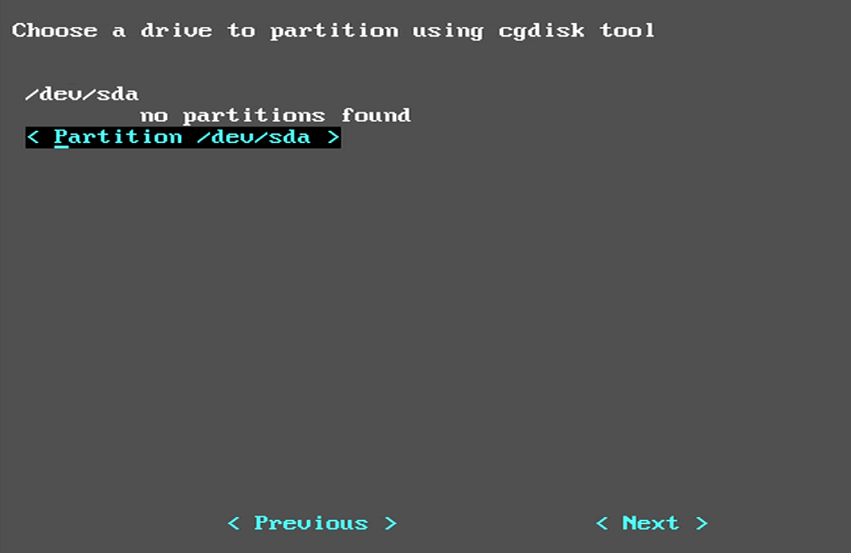 Choose a drive to partition using cgdisk tool
/dev/sda
no partitions found
< Partition /dev/sda >
< Previous > < Next >